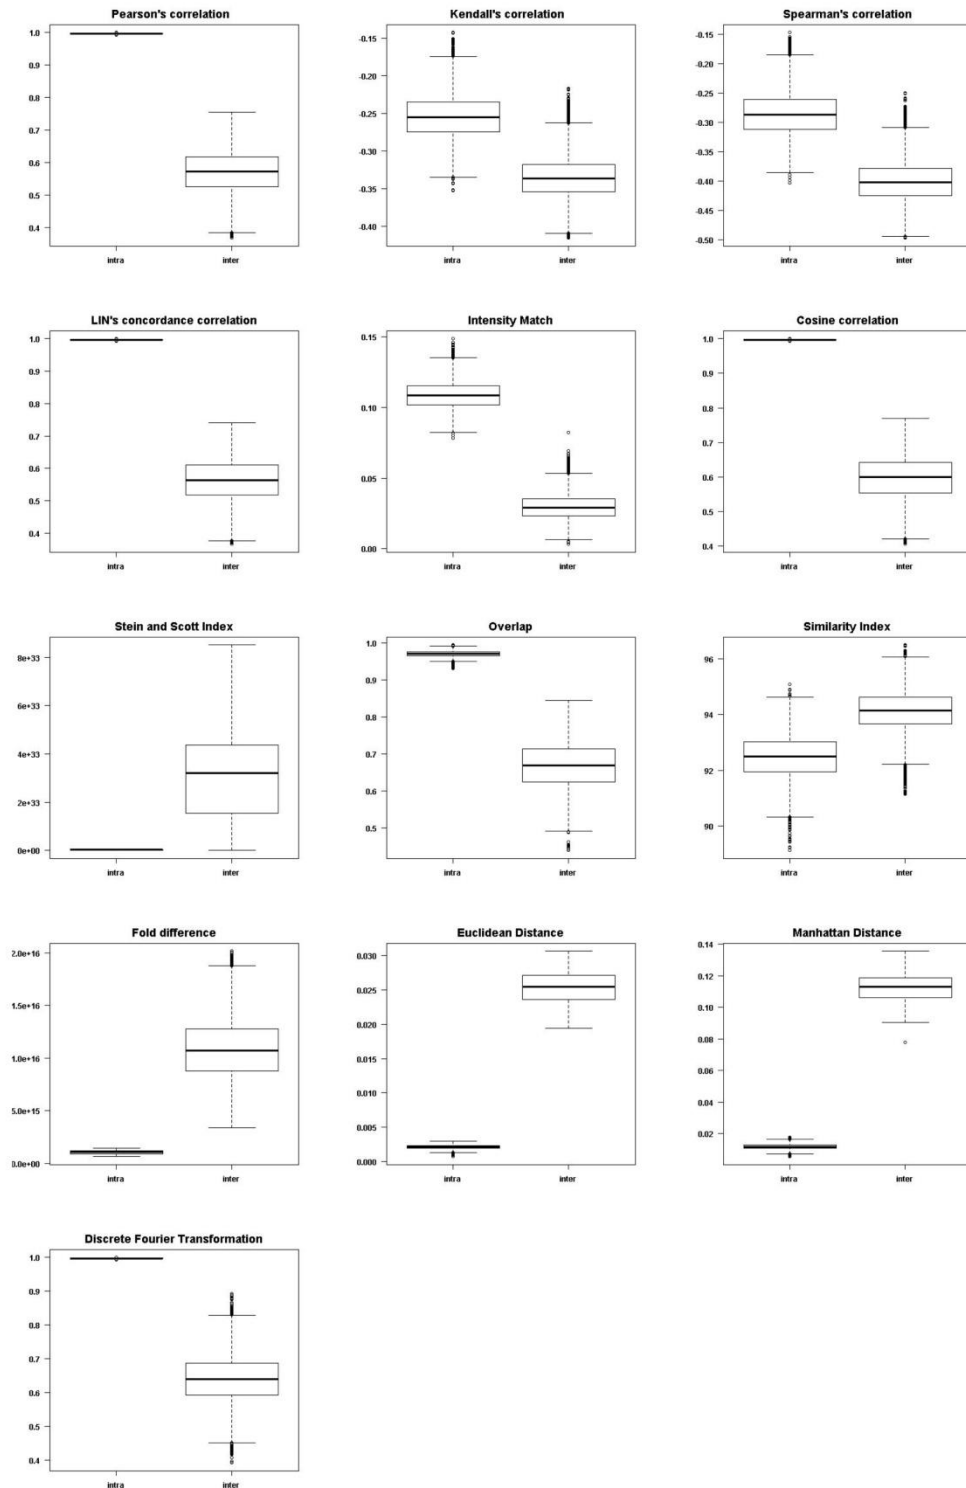 Pearson's correlation
1.0
0.9
0.8
0.7
0.6
0.5
0.4
intra
inter
Kendall's correlation
-0.15
-0.20
-0.25
-0.30
-0.35
-0.40
intra
inter
Spearman's correlation
-0.15
-0.20
-0.25
-0.30
-0.35
-0.40
-0.45
-0.50
intra
inter
LIN's concordance correlation
1.0
0.9
0.8
0.7
0.6
0.5
0.4
intra
inter
Intensity Match
0.15
0.10
0.05
0.00
intra
inter
Cosine correlation
1.0
0.9
0.8
0.7
0.6
0.5
0.4
intra
inter
Stein and Scott Index
8e+33
6e+33
4e+33
2e+33
0e+00
intra
inter
Overlap
1.0
0.9
0.8
0.7
0.6
0.5
intra
inter
Similarity Index
96
94
92
90
intra
inter
Fold difference
2.0e+16
1.5e+16
1.0e+16
5.0e+15
0.0e+00
intra
inter
Euclidean Distance
0.030
0.025
0.020
0.015
0.010
0.005
0.000
intra
inter
Manhattan Distance
0.14
0.12
0.10
0.08
0.06
0.04
0.02
intra
inter
Discrete Fourier Transformation
1.0
0.9
0.8
0.7
0.6
0.5
0.4
intra
inter